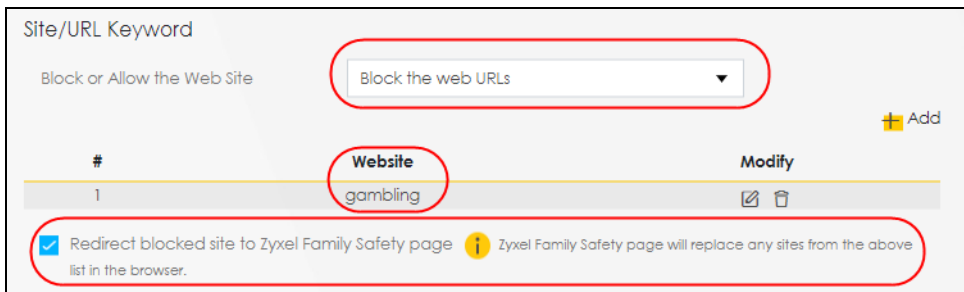 Site/URL Keyword
Block or Allow the Web Site Block the web URLs
Add
# Website Modify
1 gambling
Redirect blocked site to Zyxel Family Safety page i Zyxel Family Safety page will replace any sites from the above
list in the browser.